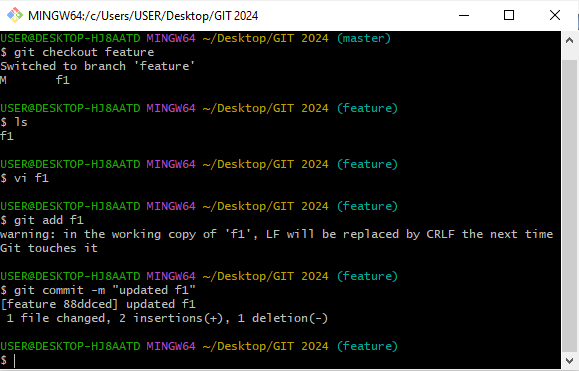 MINGW64:/c/Users/USER/Desktop/GIT 2024
USER@DESKTOP-HJ8AATD MINGW64 ~/Desktop/GIT 2024 (master)
$ git checkout feature
Switched to branch 'feature'
M       f1
USER@DESKTOP-HJ8AATD MINGW64 ~/Desktop/GIT 2024 (feature)
$ ls
f1
USER@DESKTOP-HJ8AATD MINGW64 ~/Desktop/GIT 2024 (feature)
$ vi f1
USER@DESKTOP-HJ8AATD MINGW64 ~/Desktop/GIT 2024 (feature)
$ git add f1
warning: in the working copy of 'f1', LF will be replaced by CRLF the next time
Git touches it
USER@DESKTOP-HJ8AATD MINGW64 ~/Desktop/GIT 2024 (feature)
$ git commit -m "updated f1"
[feature 88ddced] updated f1
 1 file changed, 2 insertions(+), 1 deletion(-)
USER@DESKTOP-HJ8AATD MINGW64 ~/Desktop/GIT 2024 (feature)
$